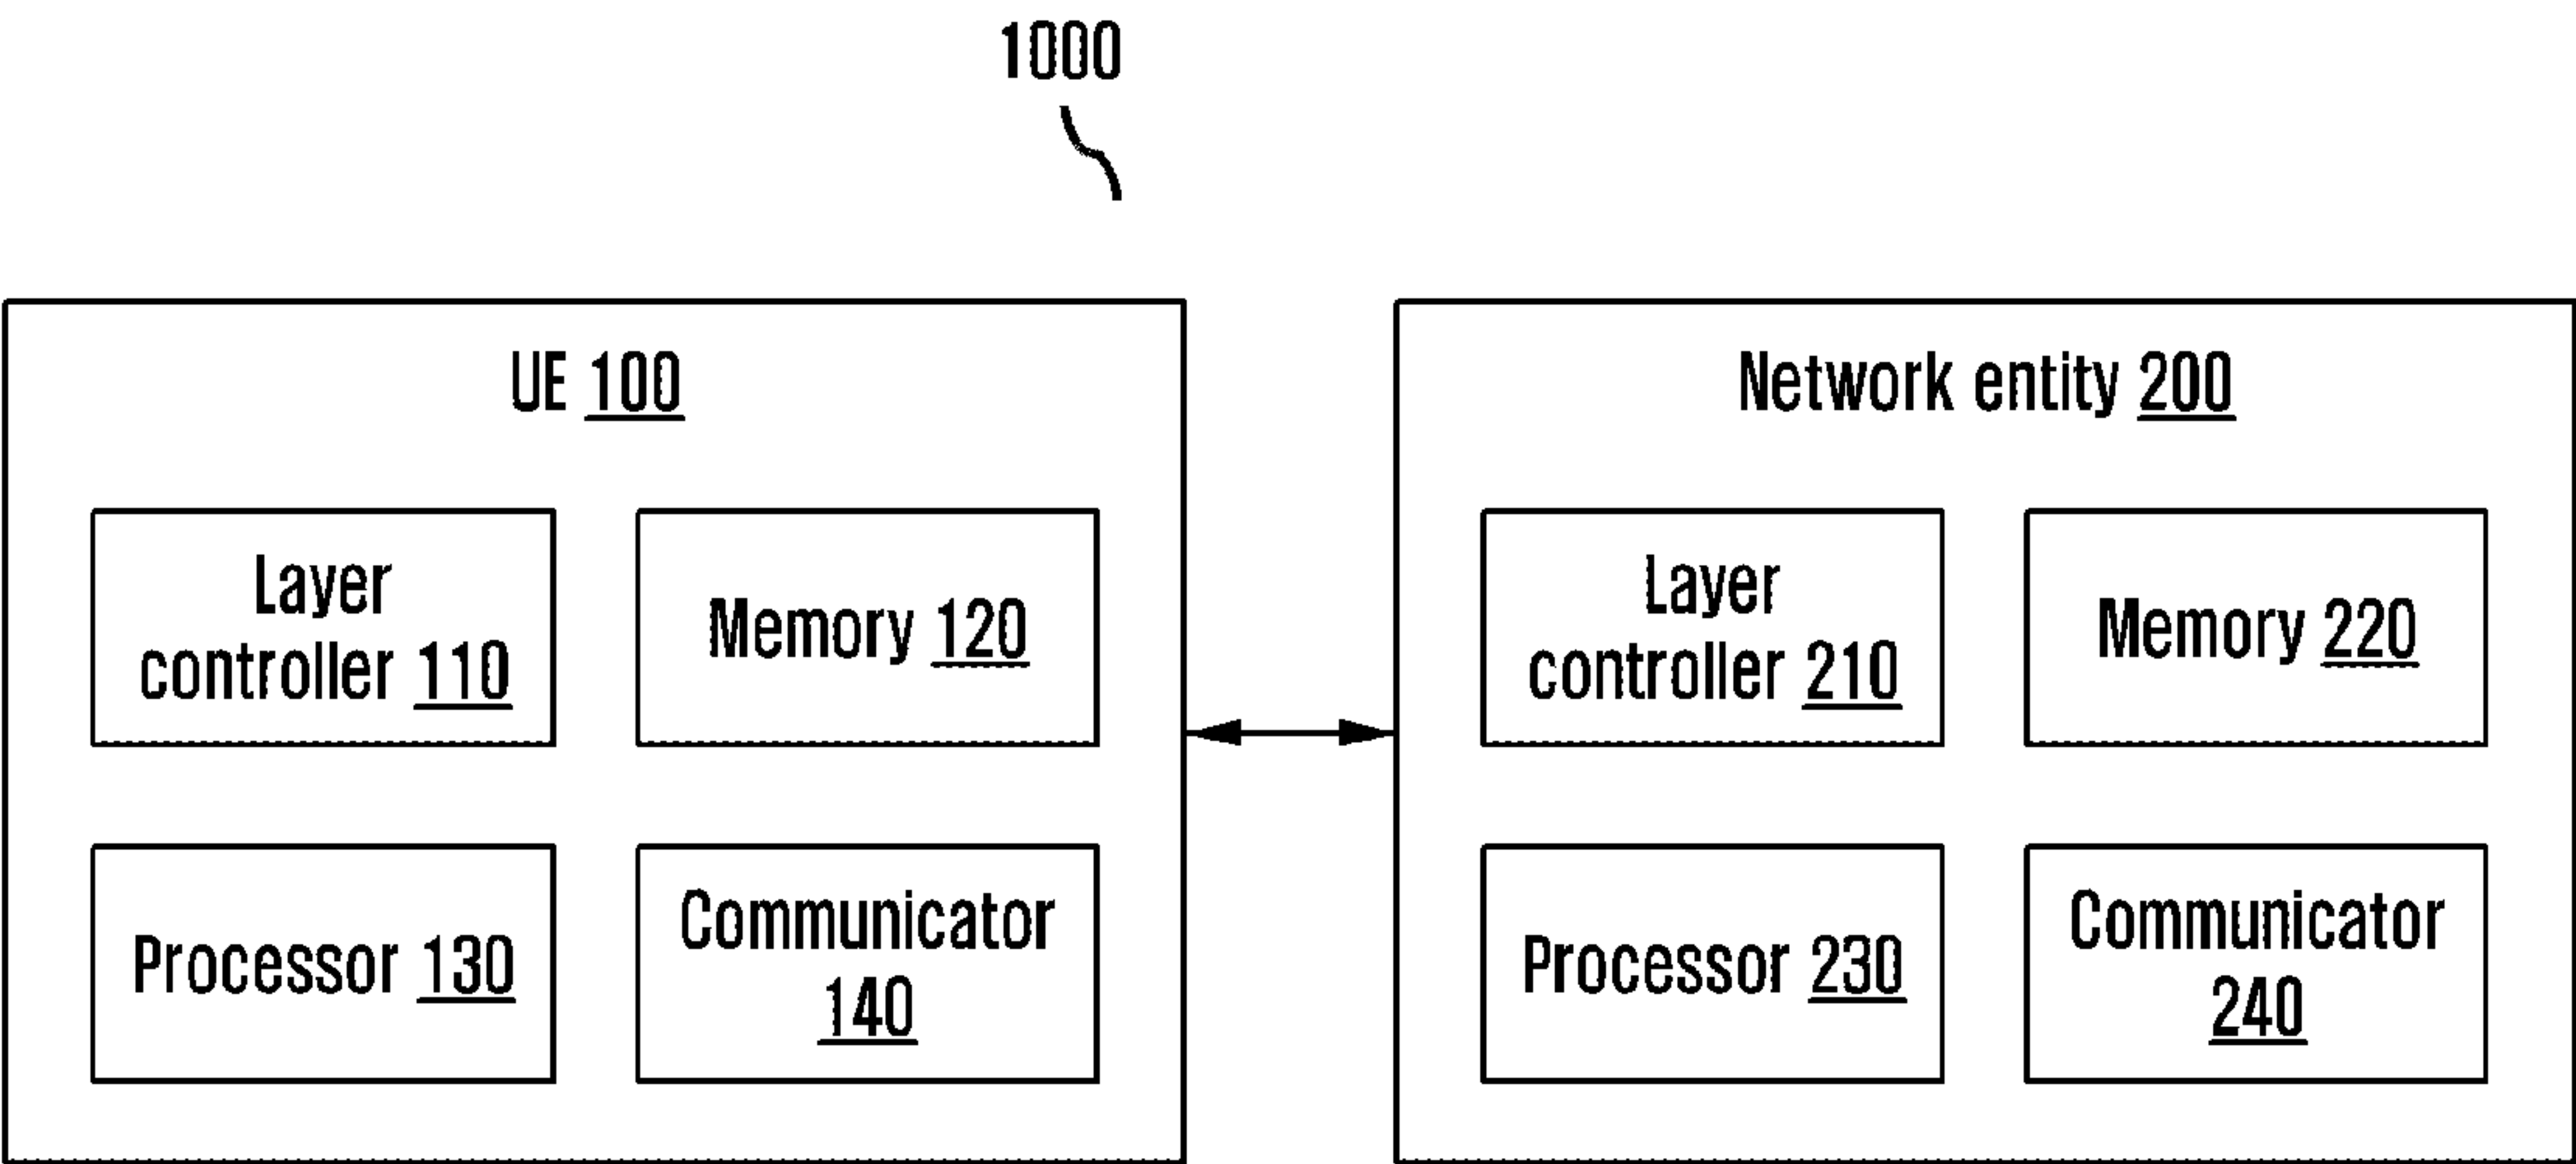 1000
UE 100
Layer
controller 110
Memory 120
Processor 130
Communicator
140
Network entity 200
Layer
controller 210
Memory 220
Processor 230
Communicator
240